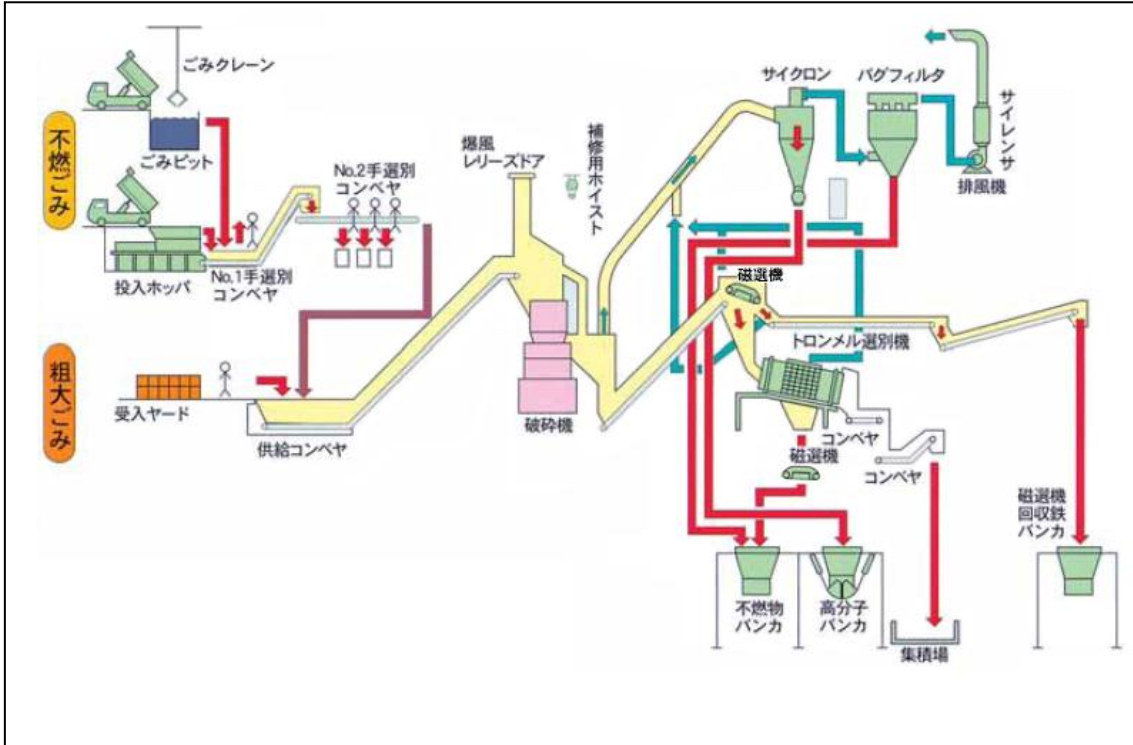 ごみクレーン
不燃ごみ
ごみピット
投入ホッパ
No.1手選別
コンベヤ
No.2手選別
コンベヤ
爆風
レリーズドア
補修用ホイスト
サイクロン
バグフィルタ
サイレンサ
排風機
粗大ごみ
受入ヤード
供給コンベヤ
破砕機
磁選機
トロンメル選別機
コンベヤ
磁選機
コンベヤ
不燃物
バンカ
高分子
バンカ
集積場
磁選機
回収鉄
バンカ